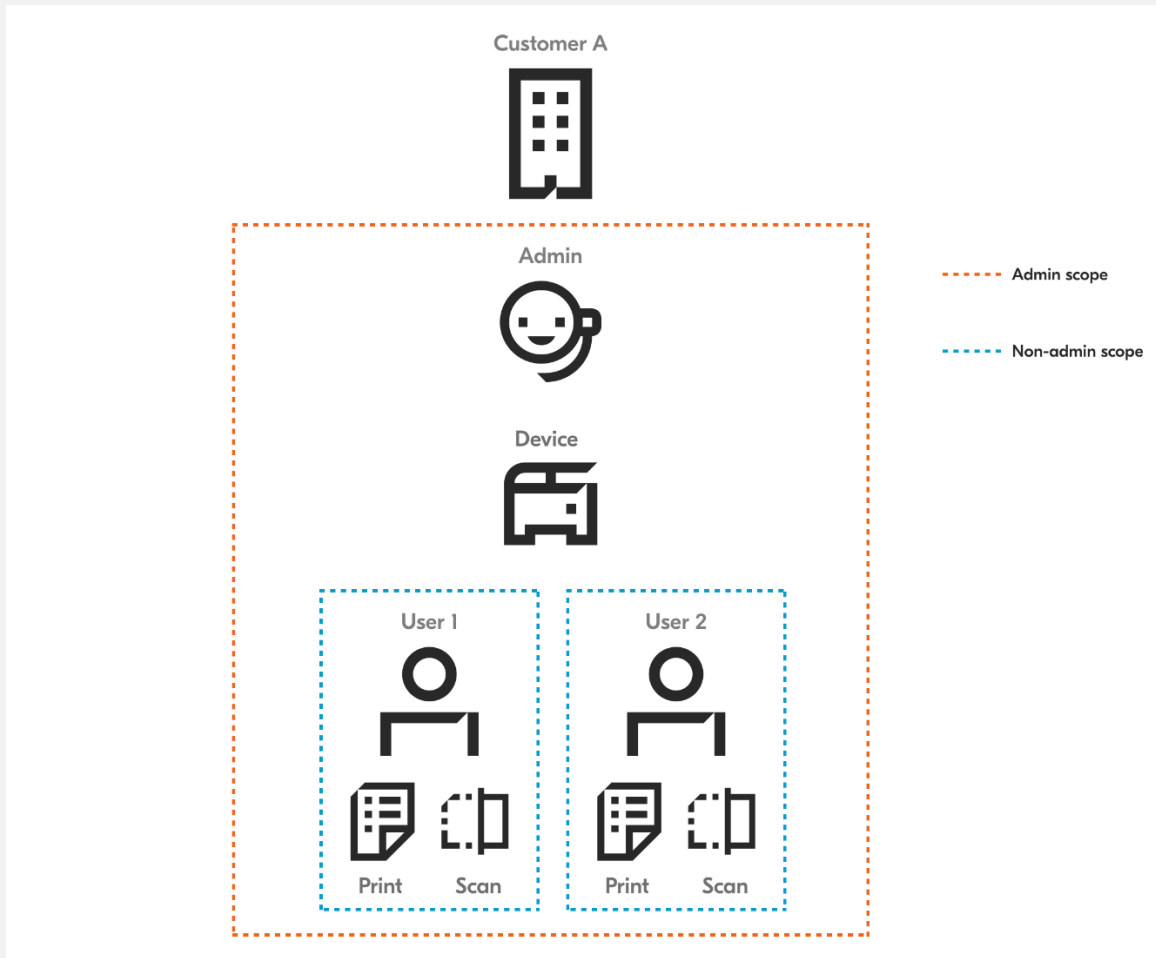 Customer A
Admin
Admin scope
Non-admin scope
Device
User 1
User 2
Print
Scan
Print
Scan